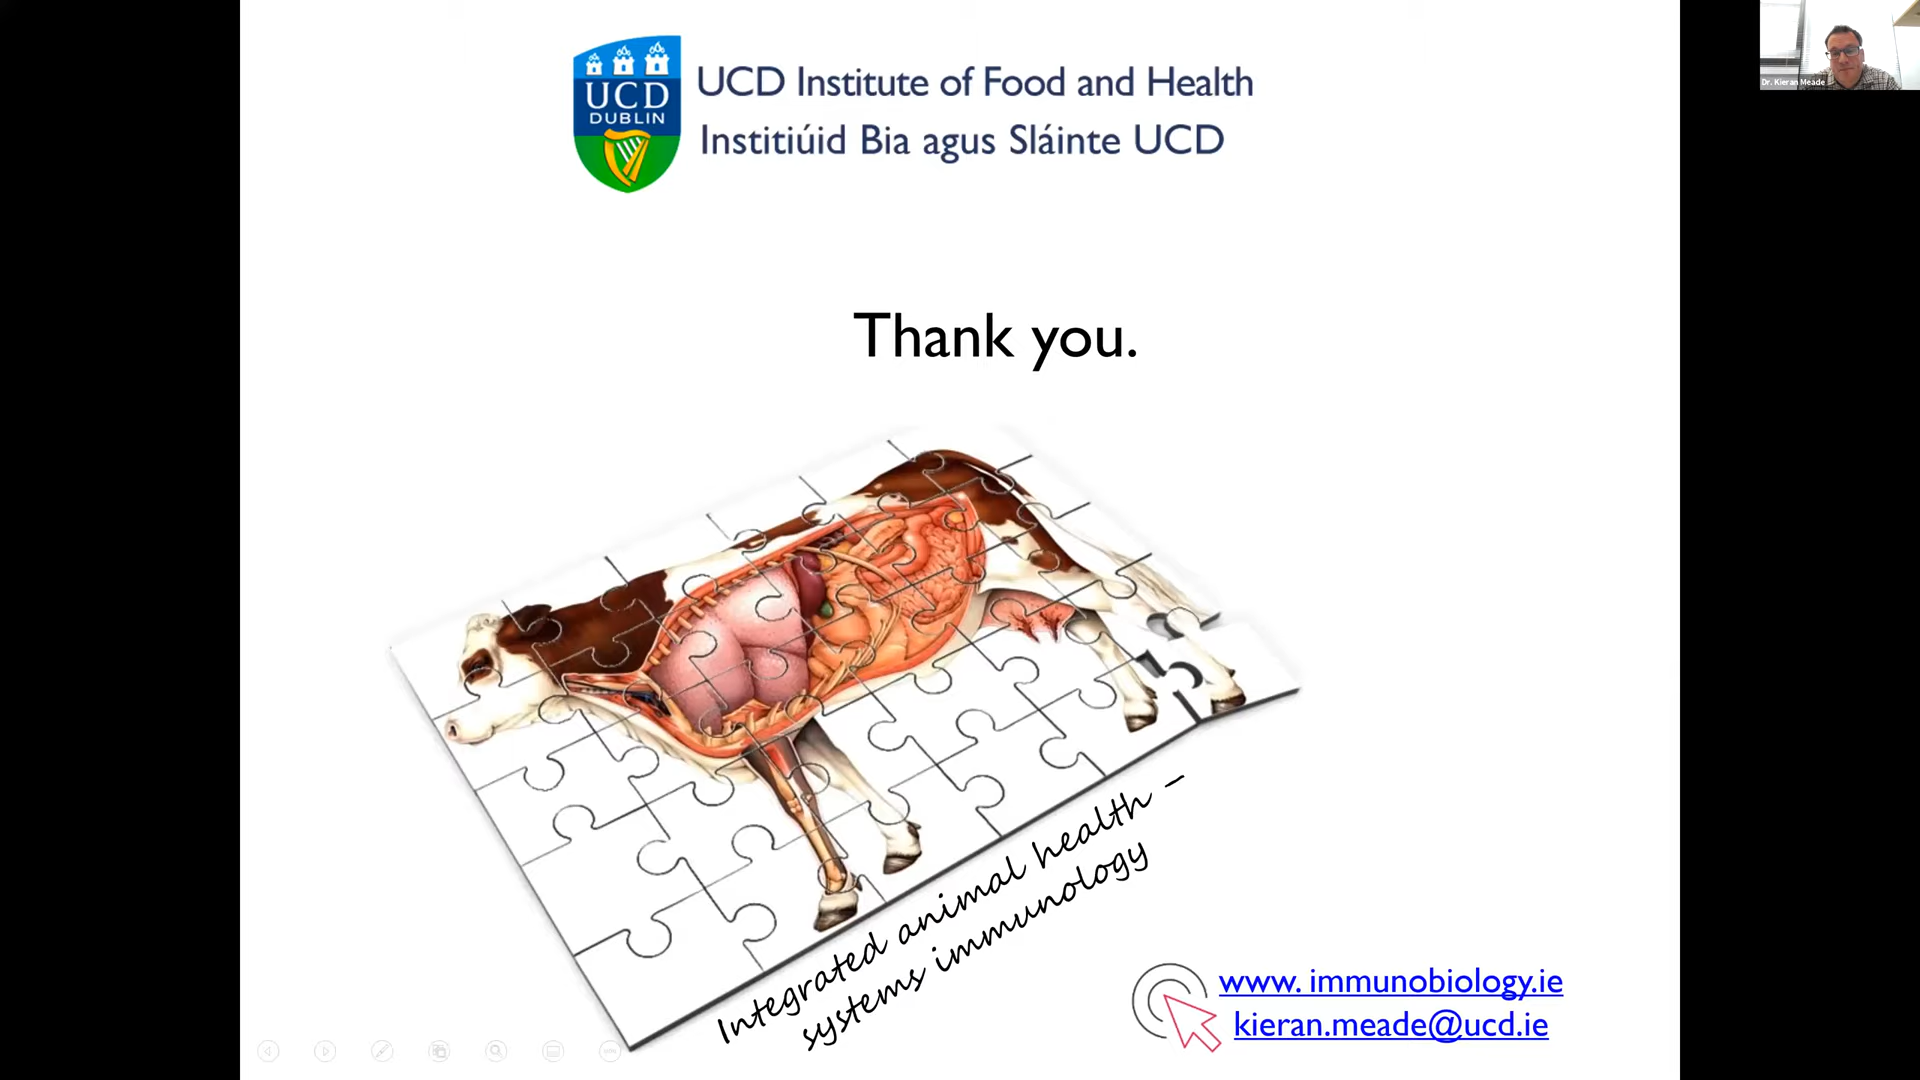 UCD
DUBLIN
UCD Institute of Food and Health
Institiúid Bia agus Sláinte UCD
Dr. Kieran Meade
Thank you.
Integrated animal health –
systems immunology
www. immunobiology.ie
kieran.meade@ucd.ie